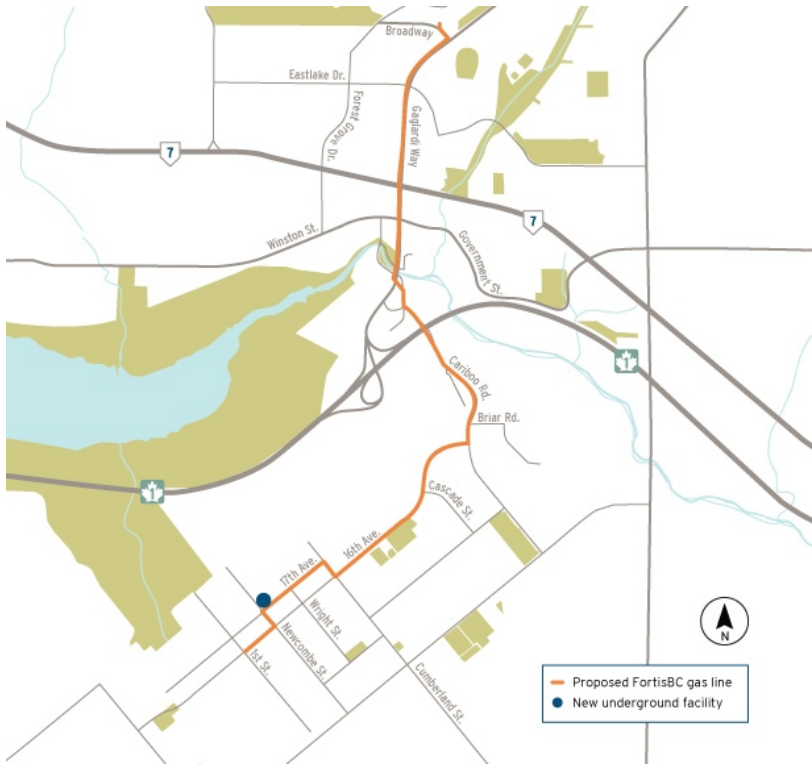 Broadway
Eastlake Dr.
Forest Grove Dr.
Gaglardi Way
7
7
Winston St.
Government St.
1
Cariboo Rd.
Briar Rd.
1
Cascade St.
16th Ave.
17th Ave.
Wright St.
Newcombe St.
1st St.
Cumberland St.
N
Proposed FortisBC gas line
New underground facility